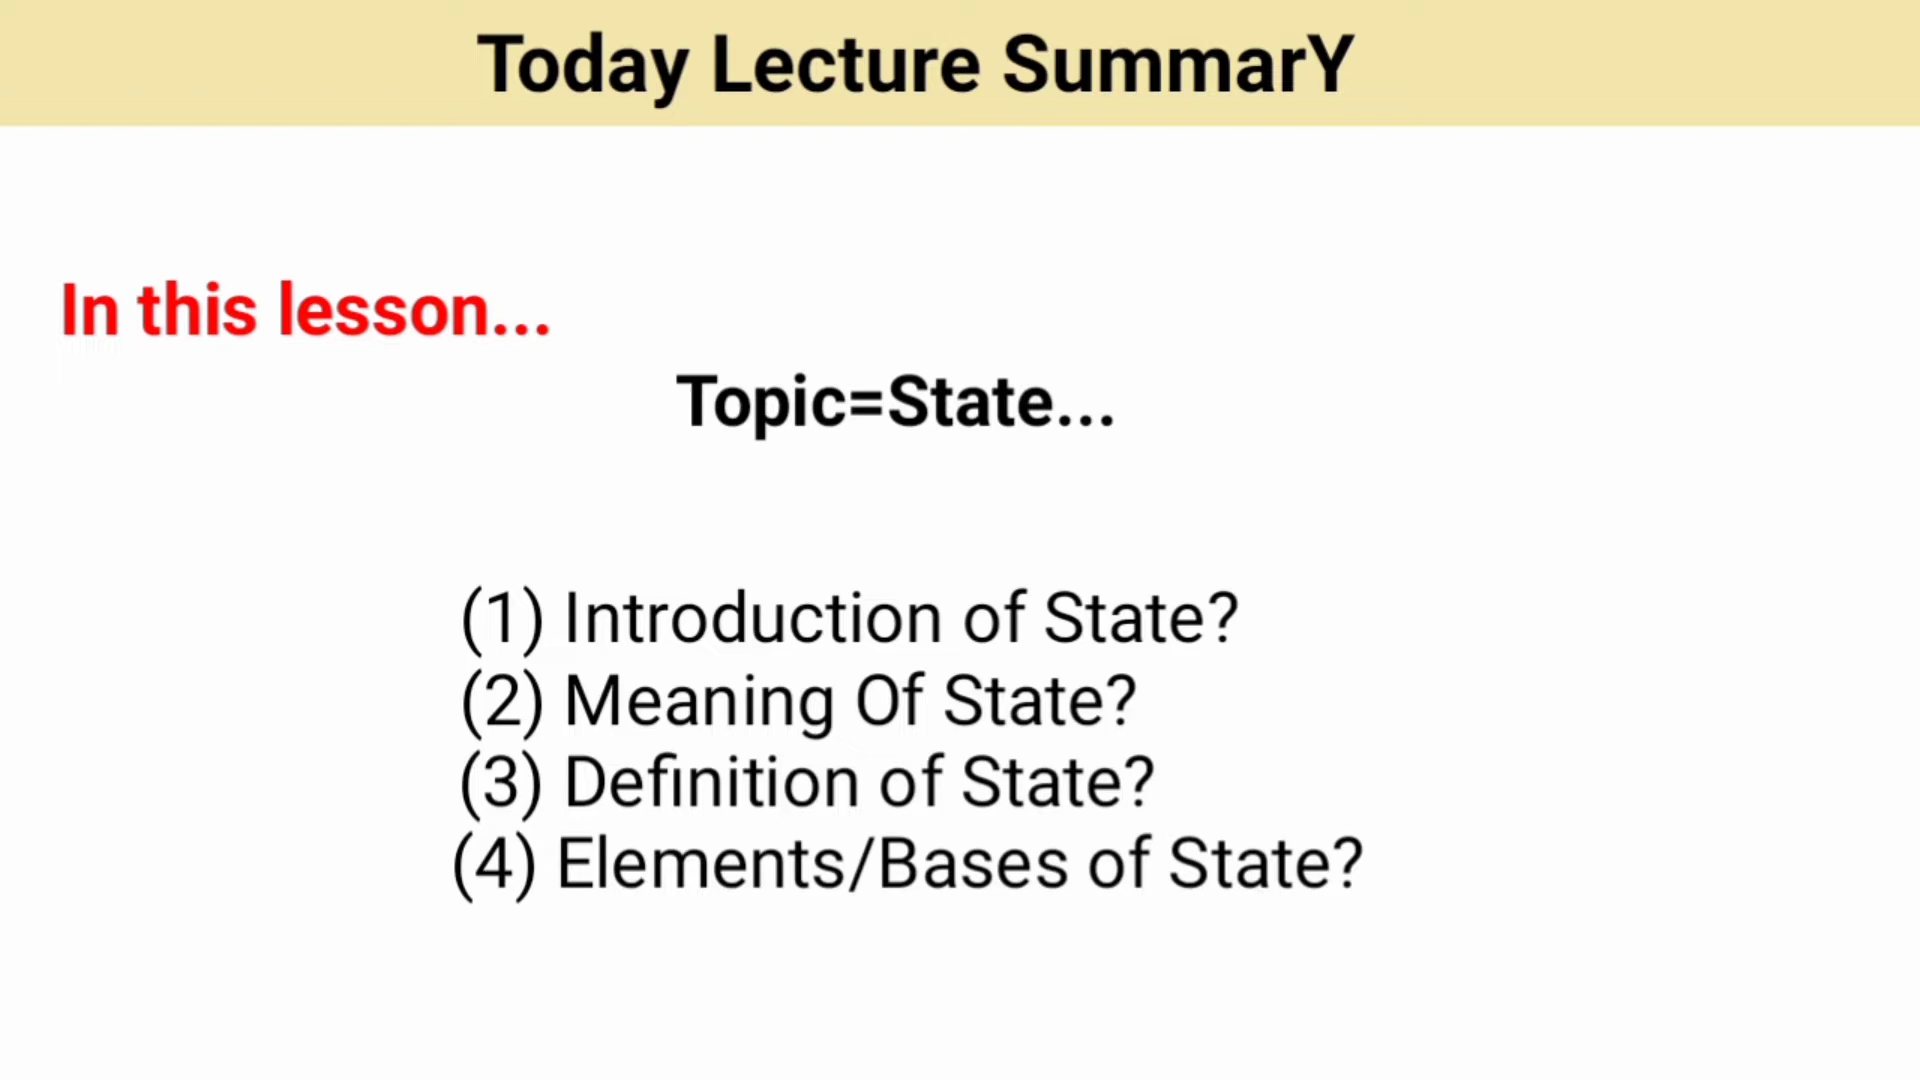 Today Lecture SummarY
In this lesson...
Topic=State...
(1) Introduction of State?
(2) Meaning Of State?
(3) Definition of State?
(4) Elements/Bases of State?